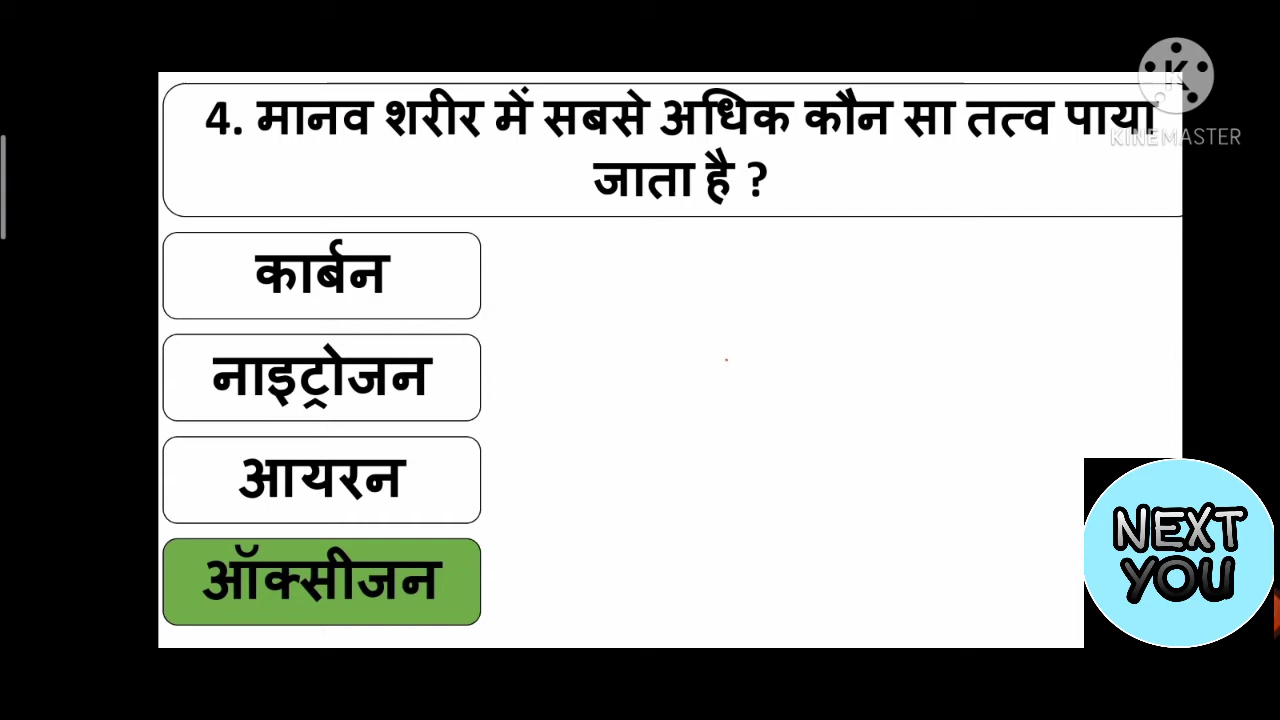 4. मानव शरीर में सबसे अधिक कौन सा तत्व पाया
जाता है ?
KINEMASTER
कार्बन
नाइट्रोजन
आयरन
ऑक्सीजन
NEXT
YOU